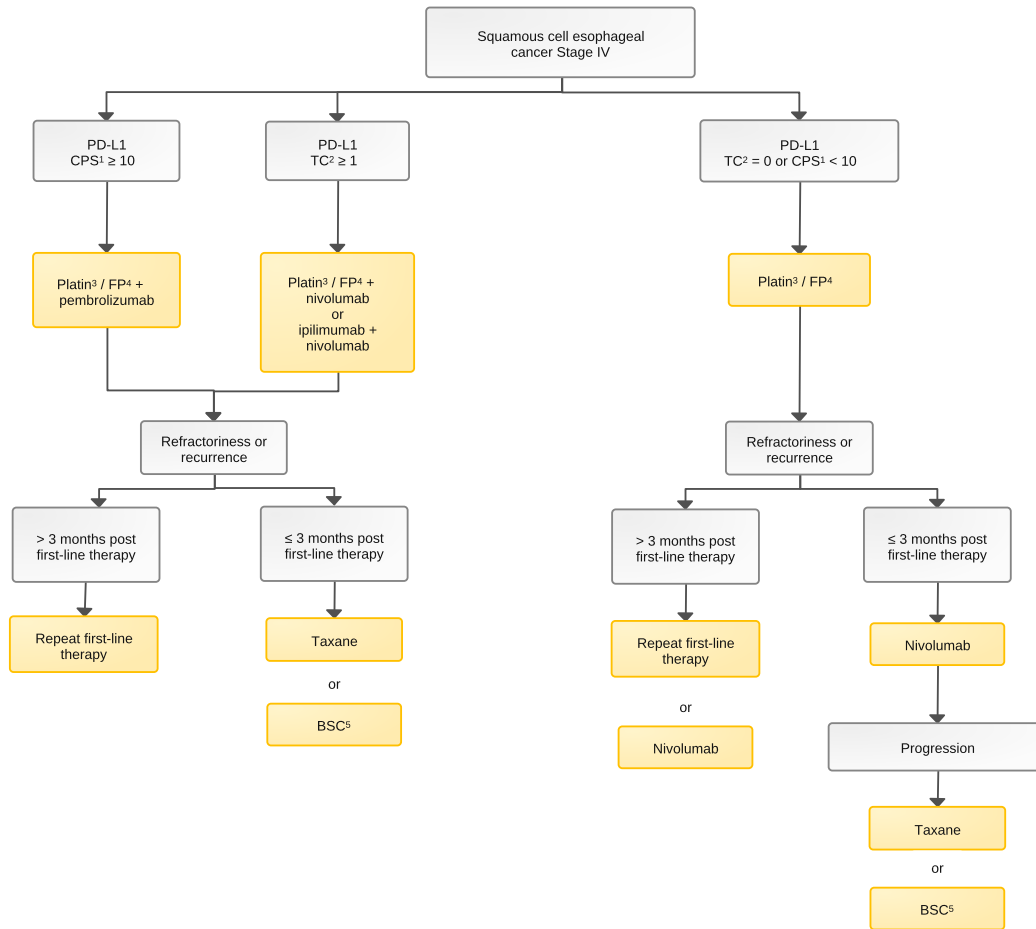 Squamous cell esophageal
cancer Stage IV
PD-L1
CPS¹ ≥ 10
PD-L1
TC² ≥ 1
PD-L1
TC² = 0 or CPS¹ < 10
Platin³ / FP⁴ +
pembrolizumab
Platin³ / FP⁴ +
nivolumab
or
ipilimumab +
nivolumab
Platin³ / FP⁴
Refractoriness or
recurrence
Refractoriness or
recurrence
> 3 months post
first-line therapy
≤ 3 months post
first-line therapy
> 3 months post
first-line therapy
≤ 3 months post
first-line therapy
Repeat first-line
therapy
Taxane
or
BSC⁵
Repeat first-line
therapy
or
Nivolumab
Nivolumab
Progression
Taxane
or
BSC⁵